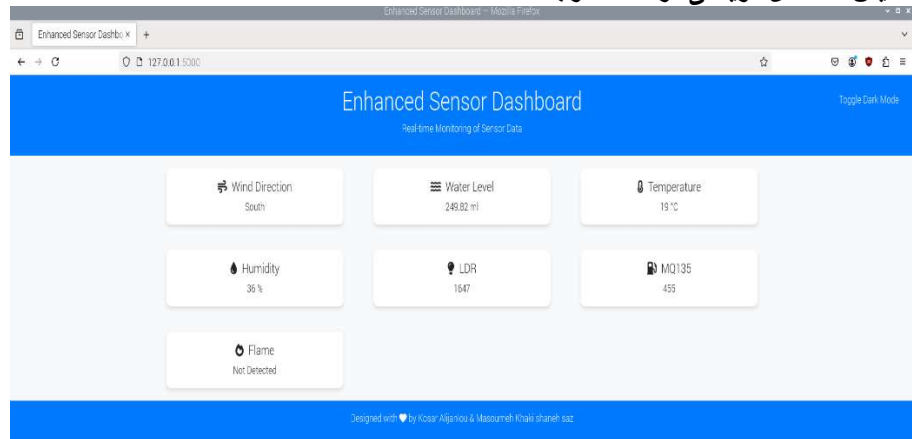 Enhanced Sensor Dashboard — Mozilla Firefox
Enhanced Sensor Dashbo
127.0.0.1:5000
Enhanced Sensor Dashboard
Toggle Dark Mode
Real-time Monitoring of Sensor Data
Wind Direction
South
Water Level
249.82 ml
Temperature
19 °C
Humidity
36 %
LDR
1647
MQ135
455
Flame
Not Detected
Designed with by Kosar Alijanlou & Masoumeh Khaki shaneh saz